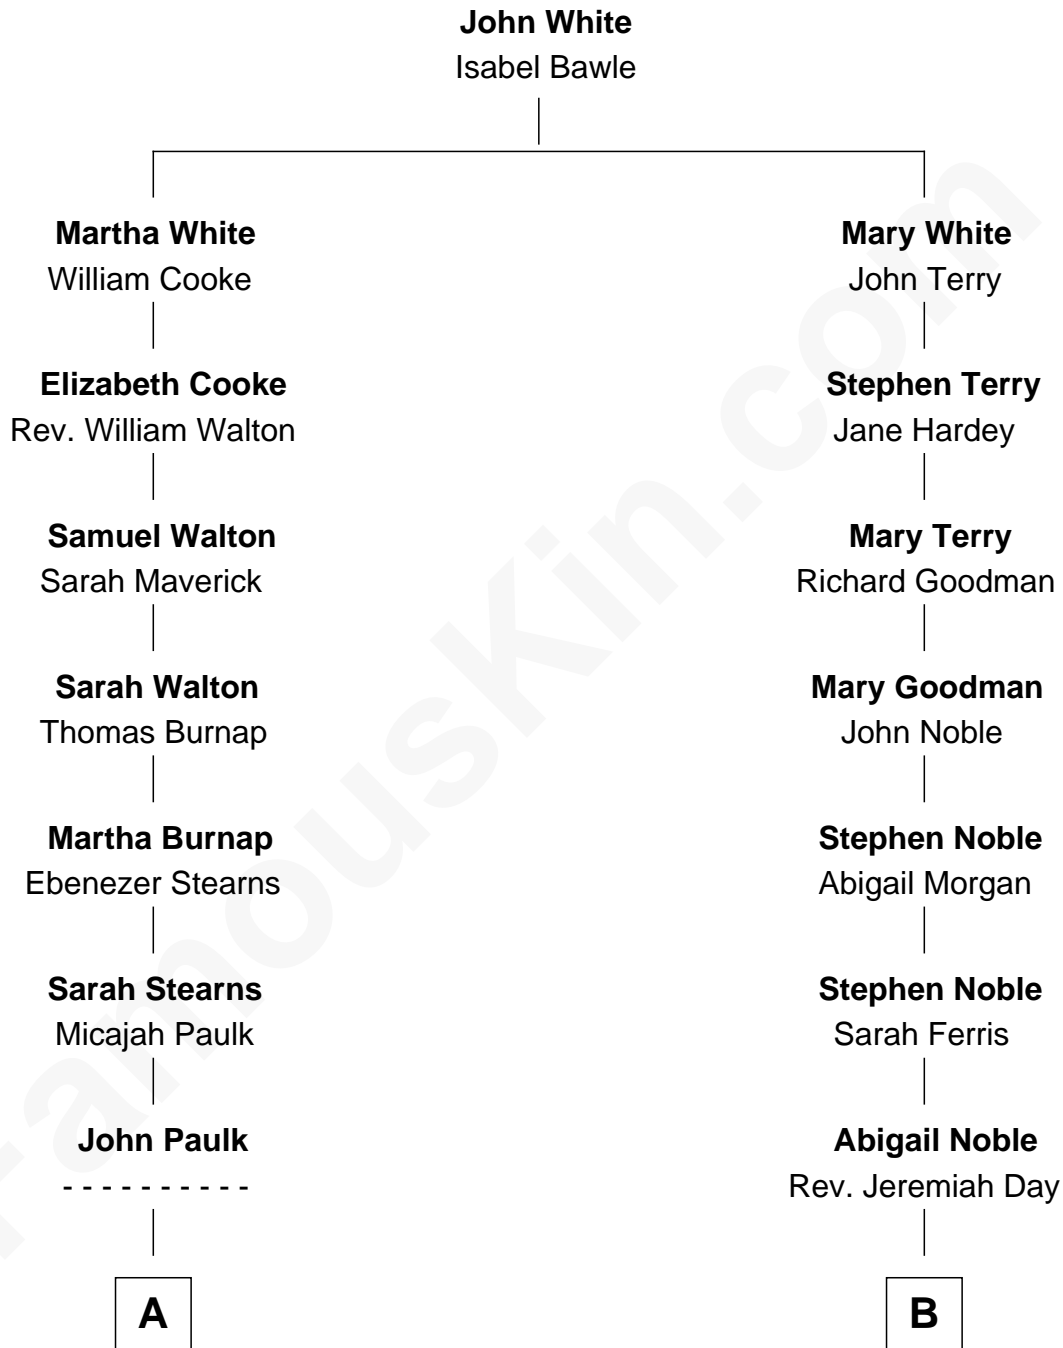 John White
Isabel Bawle
Martha White
William Cooke
Elizabeth Cooke
Rev. William Walton
Samuel Walton
Sarah Maverick
Sarah Walton
Thomas Burnap
Martha Burnap
Ebenezer Stearns
Sarah Stearns
Micajah Paulk
John Paulk
- - - - - - - - - -
A
Mary White
John Terry
Stephen Terry
Jane Hardey
Mary Terry
Richard Goodman
Mary Goodman
John Noble
Stephen Noble
Abigail Morgan
Stephen Noble
Sarah Ferris
Abigail Noble
Rev. Jeremiah Day
B
FamousKin.com